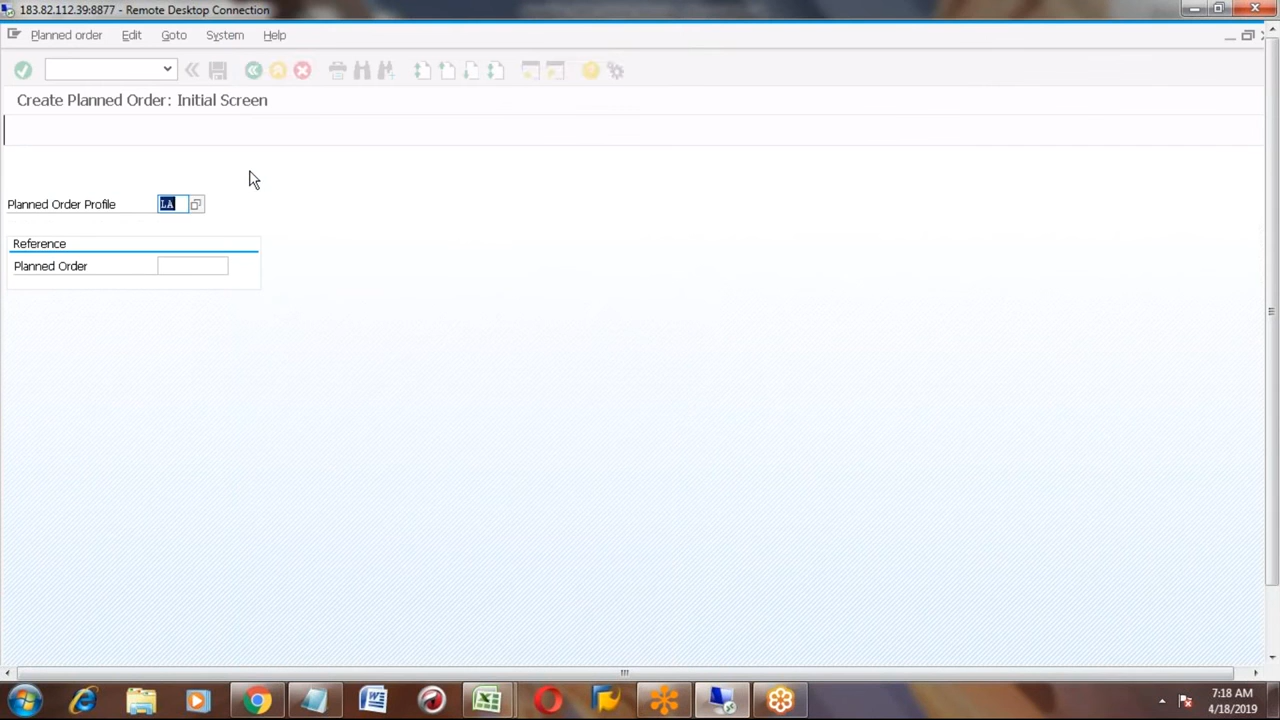 183.82.112.39:8877 - Remote Desktop Connection
Planned order Edit Goto System Help
Create Planned Order: Initial Screen
Planned Order Profile LA
Reference
Planned Order
7:18 AM
4/18/2019